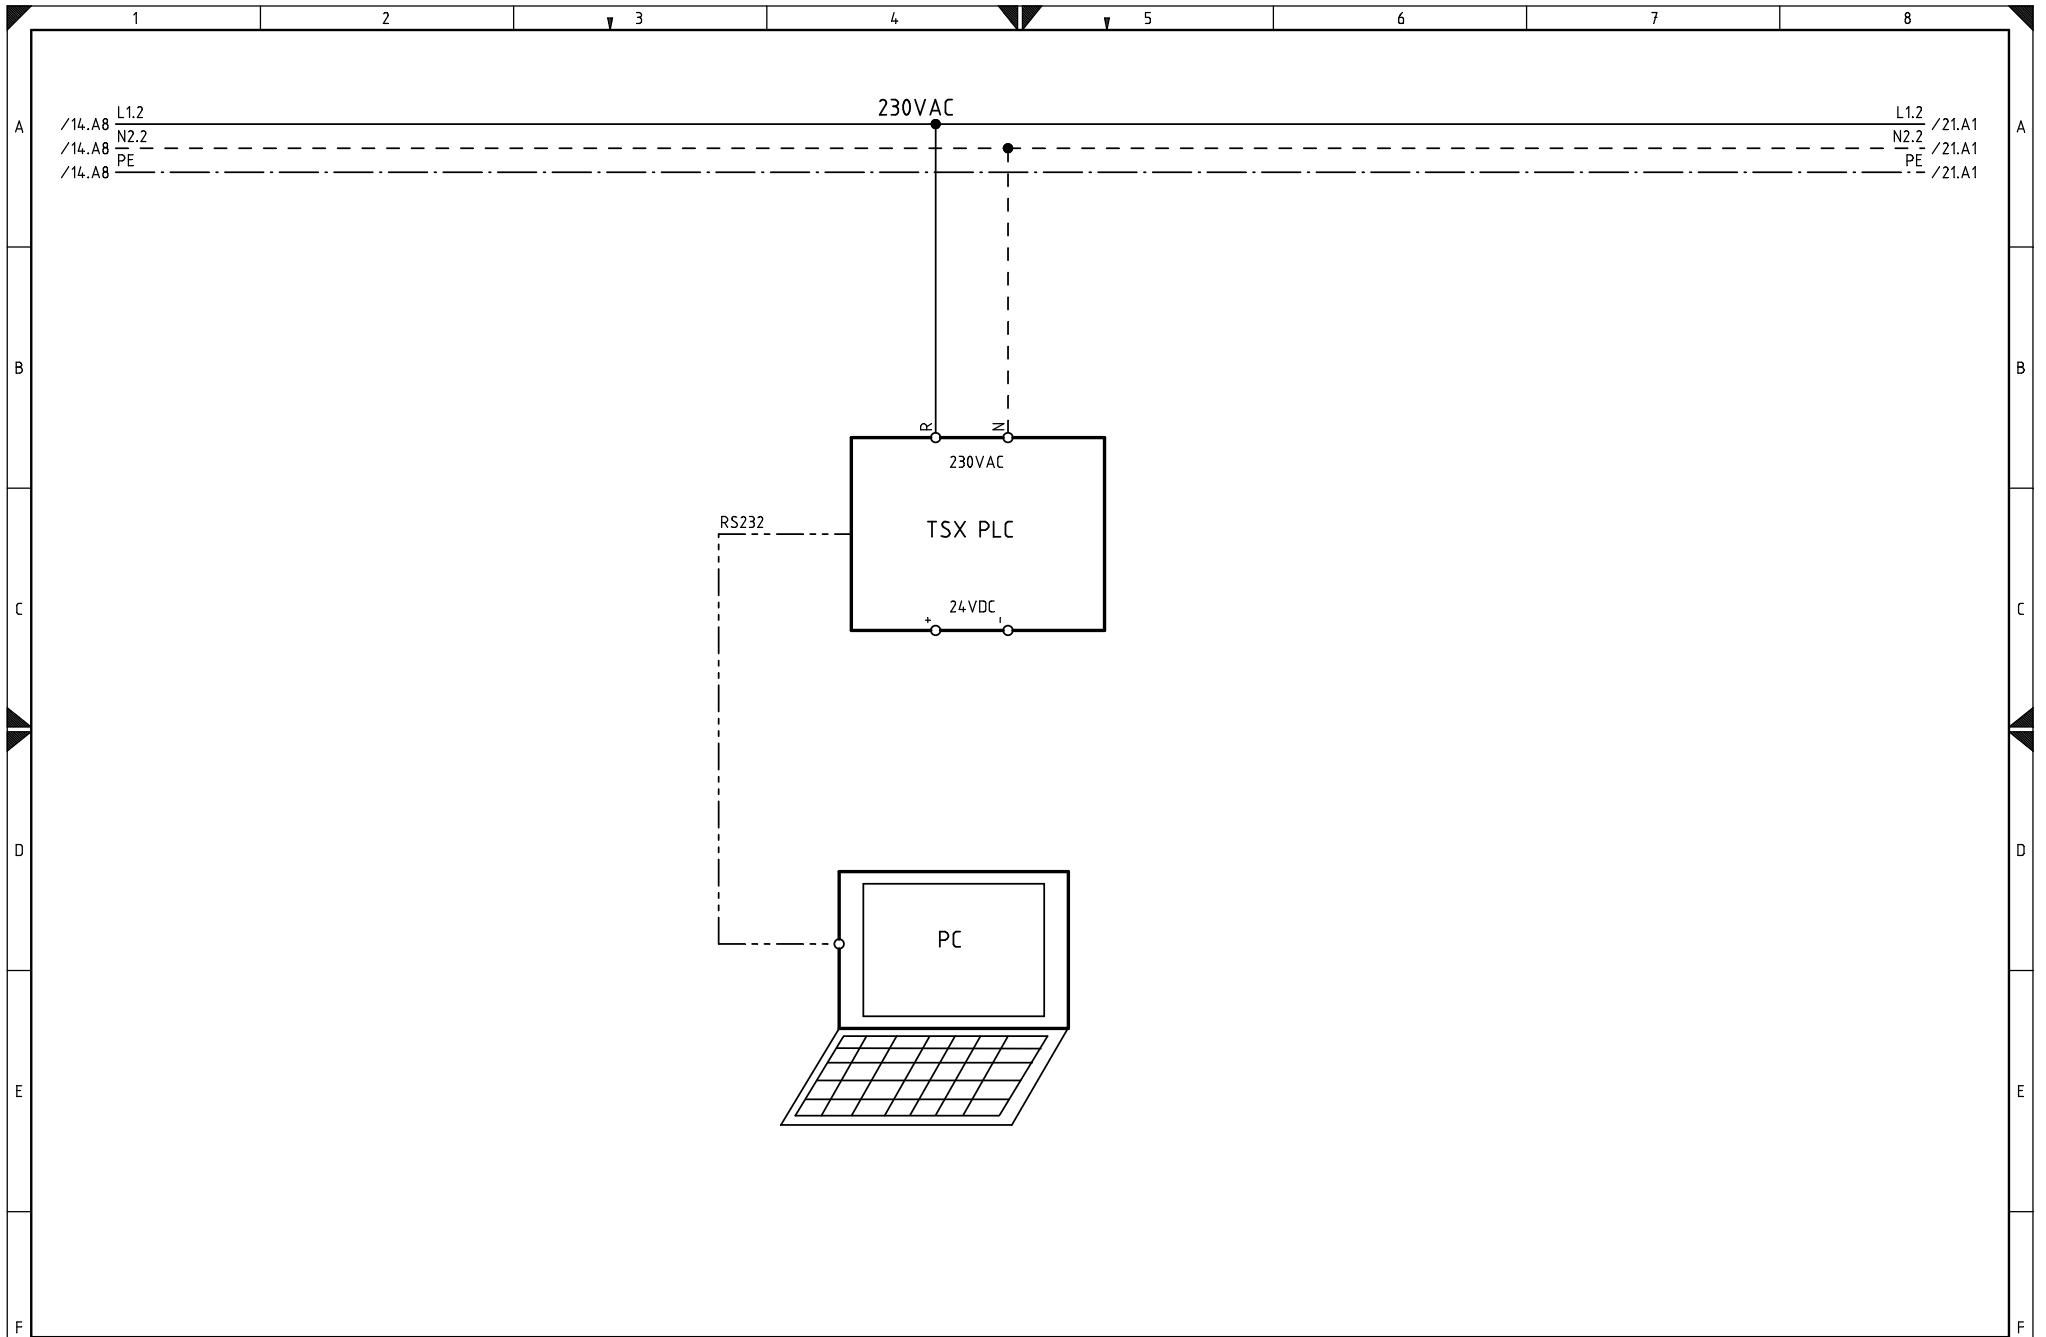 1 2 3 4 5 6 7 8
230VAC
L1.2 L1.2
/14.A8 /21.A1
A A
N2.2 N2.2
/14.A8 /21.A1
PE PE
/14.A8 /21.A1
B B
R N
230VAC
RS232
TSX PLC
24VDC
C C
+ -
D D
PC
E E
F F